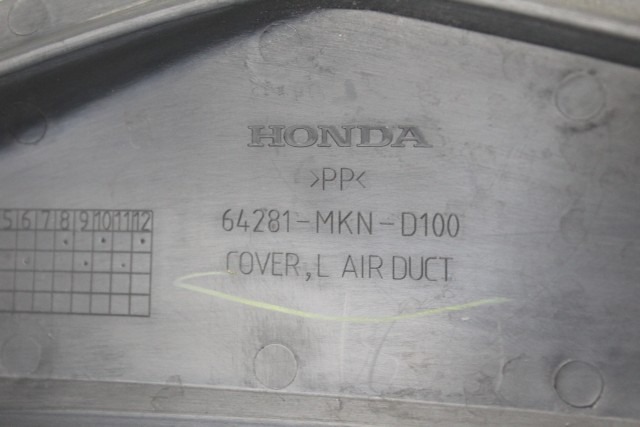 HONDA
>PP<
64281-MKN-D100
COVER, L AIR DUCT
5 6 7 8 9 10 11 12